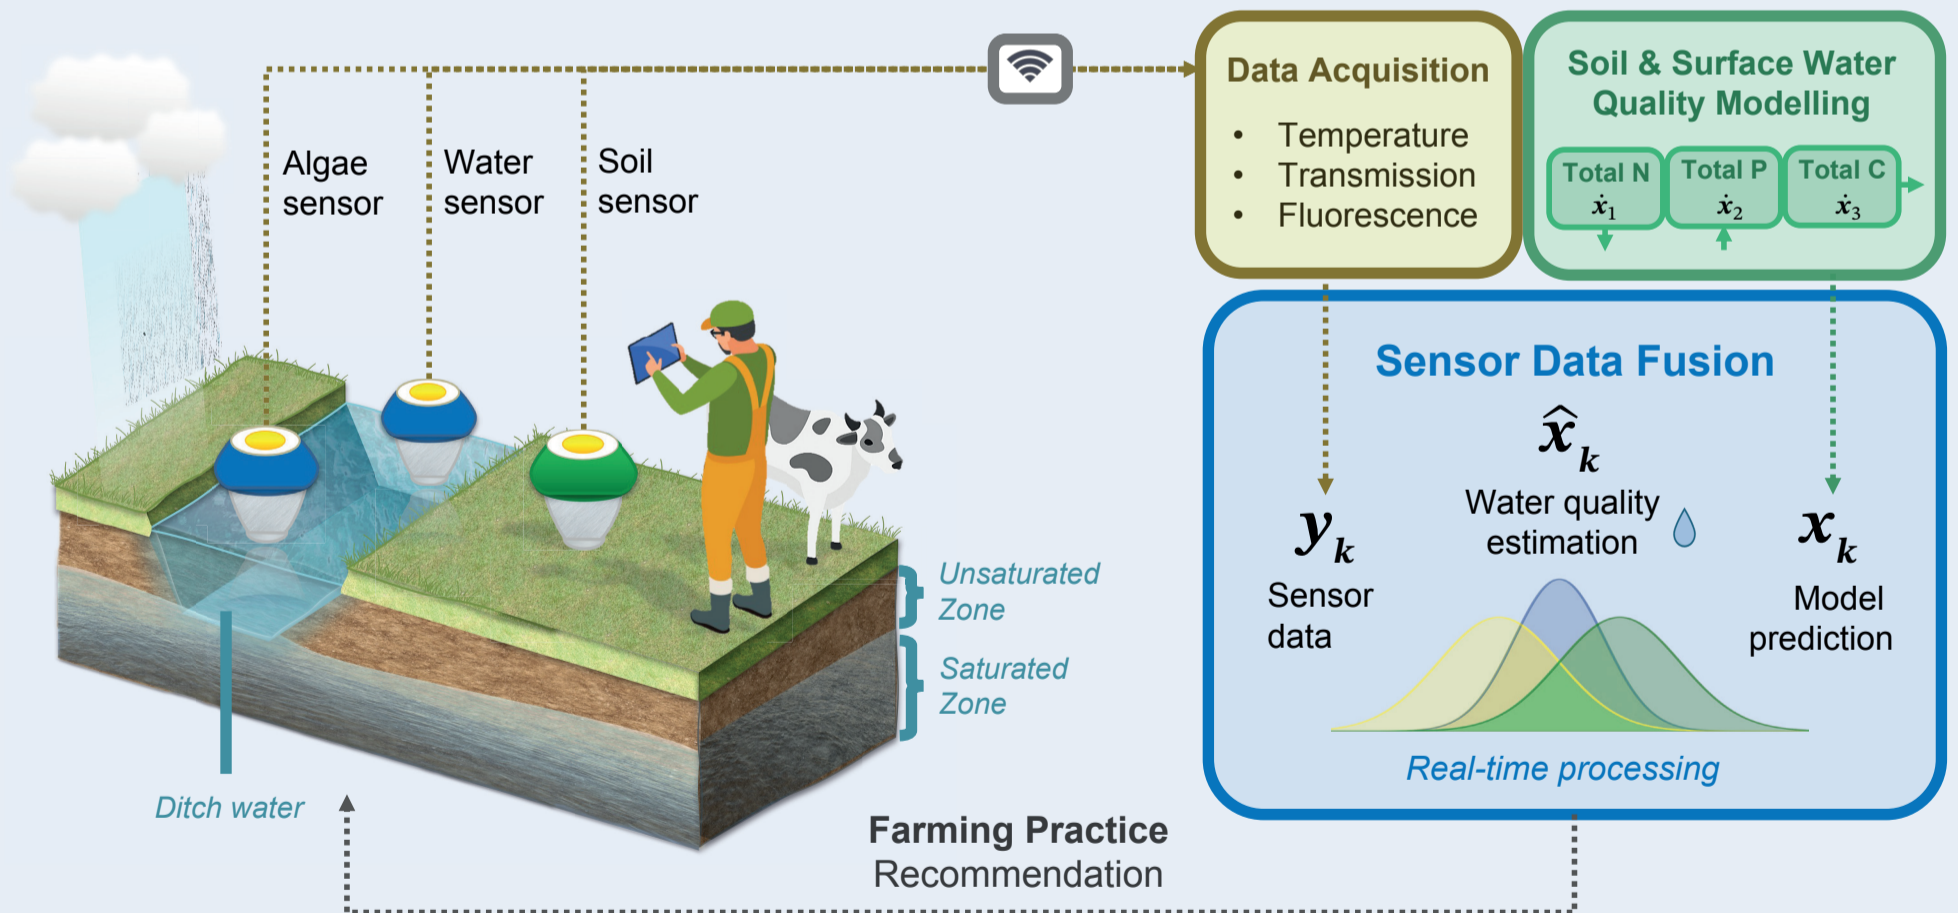 Algae
sensor
Water
sensor
Soil
sensor
Data Acquisition
• Temperature
• Transmission
• Fluorescence
Soil & Surface Water
Quality Modelling
Total N
ẋ₁
Total P
ẋ₂
Total C
ẋ₃
Sensor Data Fusion
x̂ₖ
Water quality
estimation
yₖ
Sensor
data
xₖ
Model
prediction
Real-time processing
Unsaturated
Zone
Saturated
Zone
Ditch water
Farming Practice
Recommendation